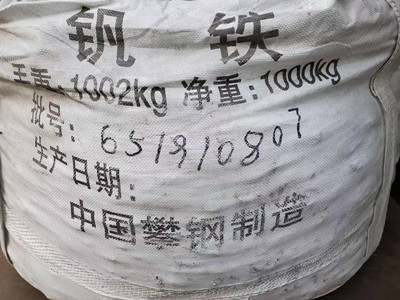 钒铁
毛重:1002kg 净重:1000kg
批号: 651910807
生产日期:
中国攀钢制造